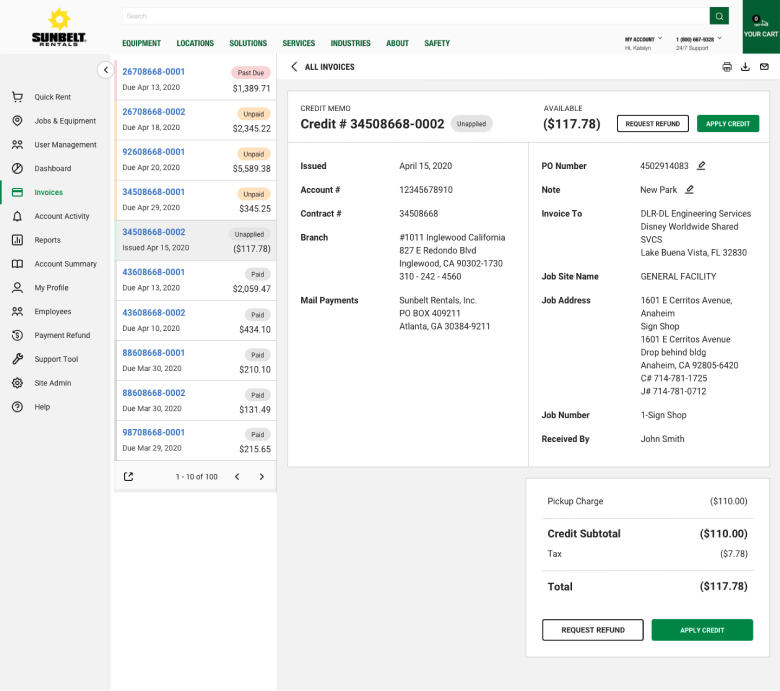 SUNBELT
RENTALS
Search
0
YOUR CART
EQUIPMENT LOCATIONS SOLUTIONS SERVICES INDUSTRIES ABOUT SAFETY
MY ACCOUNT
Hi, Katelyn
1 (800) 667-9328
24/7 Support
Quick Rent
Jobs & Equipment
User Management
Dashboard
Invoices
Account Activity
Reports
Account Summary
My Profile
Employees
Payment Refund
Support Tool
Site Admin
Help
26708668-0001 Past Due
Due Apr 13, 2020 $1,389.71
26708668-0002 Unpaid
Due Apr 18, 2020 $2,345.22
92608668-0001 Unpaid
Due Apr 20, 2020 $5,589.38
34508668-0001 Unpaid
Due Apr 29, 2020 $345.25
34508668-0002 Unapplied
Issued Apr 15, 2020 ($117.78)
43608668-0001 Paid
Due Apr 13, 2020 $2,059.47
43608668-0002 Paid
Due Apr 10, 2020 $434.10
88608668-0001 Paid
Due Mar 30, 2020 $210.10
88608668-0002 Paid
Due Mar 30, 2020 $131.49
98708668-0001 Paid
Due Mar 29, 2020 $215.65
1 - 10 of 100
ALL INVOICES
CREDIT MEMO
Credit # 34508668-0002 Unapplied
AVAILABLE
($117.78) REQUEST REFUND APPLY CREDIT
Issued April 15, 2020
Account # 12345678910
Contract # 34508668
Branch #1011 Inglewood California
827 E Redondo Blvd
Inglewood, CA 90302-1730
310 - 242 - 4560
Mail Payments Sunbelt Rentals, Inc.
PO BOX 409211
Atlanta, GA 30384-9211
PO Number 4502914083
Note New Park
Invoice To DLR-DL Engineering Services
Disney Worldwide Shared
SVCS
Lake Buena Vista, FL 32830
Job Site Name GENERAL FACILITY
Job Address 1601 E Cerritos Avenue,
Anaheim
Sign Shop
1601 E Cerritos Avenue
Drop behind bldg
Anaheim, CA 92805-6420
C# 714-781-1725
J# 714-781-0712
Job Number 1-Sign Shop
Received By John Smith
Pickup Charge ($110.00)
Credit Subtotal ($110.00)
Tax ($7.78)
Total ($117.78)
REQUEST REFUND APPLY CREDIT